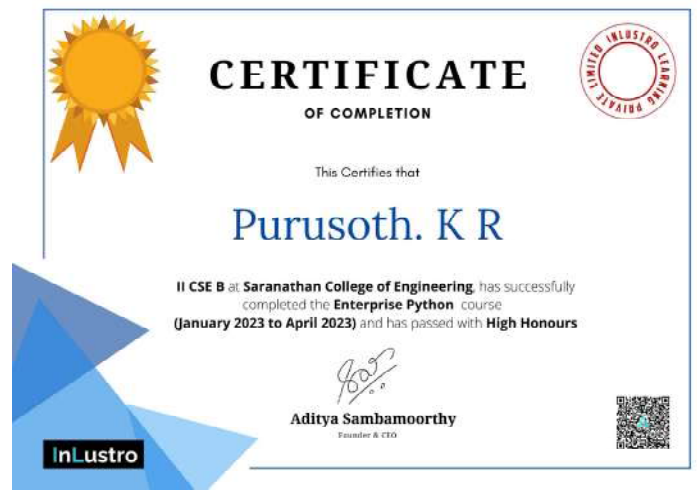 CERTIFICATE
OF COMPLETION
INLUSTRO LEARNING PRIVATE LIMITED
This Certifies that
Purusoth. K R
II CSE B at Saranathan College of Engineering, has successfully
completed the Enterprise Python course
(January 2023 to April 2023) and has passed with High Honours
Aditya Sambamoorthy
Founder & CEO
InLustro